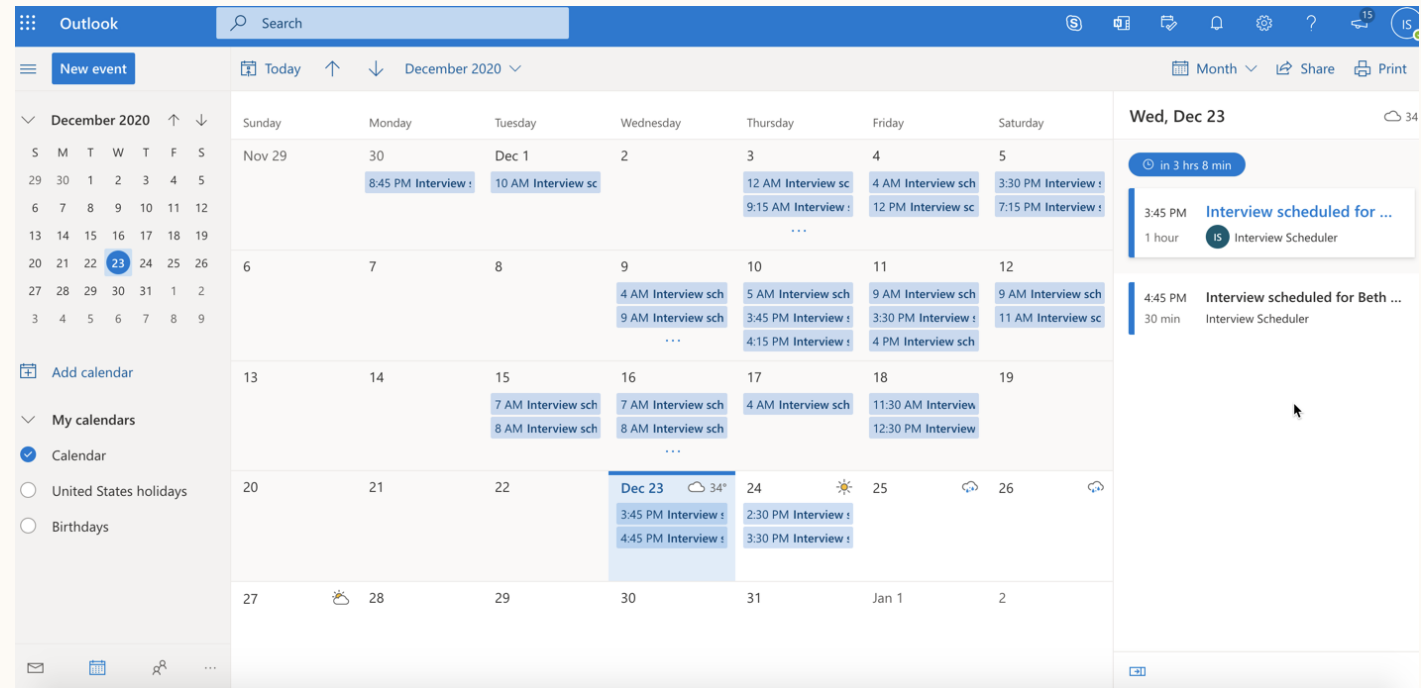 Outlook
Search
15
IS
New event
Today
December 2020
Month
Share
Print
December 2020
S M T W T F S
29 30 1 2 3 4 5
6 7 8 9 10 11 12
13 14 15 16 17 18 19
20 21 22 23 24 25 26
27 28 29 30 31 1 2
3 4 5 6 7 8 9
Add calendar
My calendars
Calendar
United States holidays
Birthdays
Sunday Monday Tuesday Wednesday Thursday Friday Saturday
Nov 29 30 Dec 1 2 3 4 5
8:45 PM Interview 10 AM Interview sc 12 AM Interview sc 4 AM Interview sch 3:30 PM Interview
9:15 AM Interview 12 PM Interview sc 7:15 PM Interview
...
6 7 8 9 10 11 12
4 AM Interview sch 5 AM Interview sch 9 AM Interview sch 9 AM Interview sch
9 AM Interview sch 3:45 PM Interview 3:30 PM Interview 11 AM Interview sc
... 4:15 PM Interview 4 PM Interview sch
13 14 15 16 17 18 19
7 AM Interview sch 7 AM Interview sch 4 AM Interview sch 11:30 AM Interview
8 AM Interview sch 8 AM Interview sch 12:30 PM Interview
...
20 21 22 Dec 23 34° 24 25 26
3:45 PM Interview 2:30 PM Interview
4:45 PM Interview 3:30 PM Interview
27 28 29 30 31 Jan 1 2
Wed, Dec 23 34
in 3 hrs 8 min
3:45 PM Interview scheduled for ...
1 hour IS Interview Scheduler
4:45 PM Interview scheduled for Beth ...
30 min Interview Scheduler